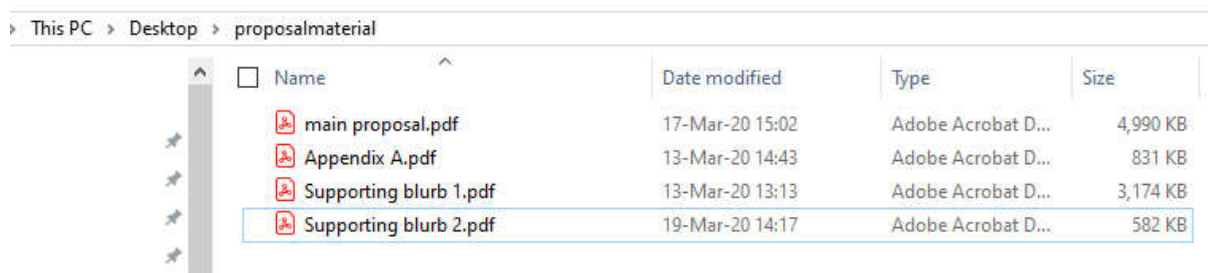 > This PC > Desktop > proposalmaterial
Name Date modified Type Size
main proposal.pdf 17-Mar-20 15:02 Adobe Acrobat D... 4,990 KB
Appendix A.pdf 13-Mar-20 14:43 Adobe Acrobat D... 831 KB
Supporting blurb 1.pdf 13-Mar-20 13:13 Adobe Acrobat D... 3,174 KB
Supporting blurb 2.pdf 19-Mar-20 14:17 Adobe Acrobat D... 582 KB